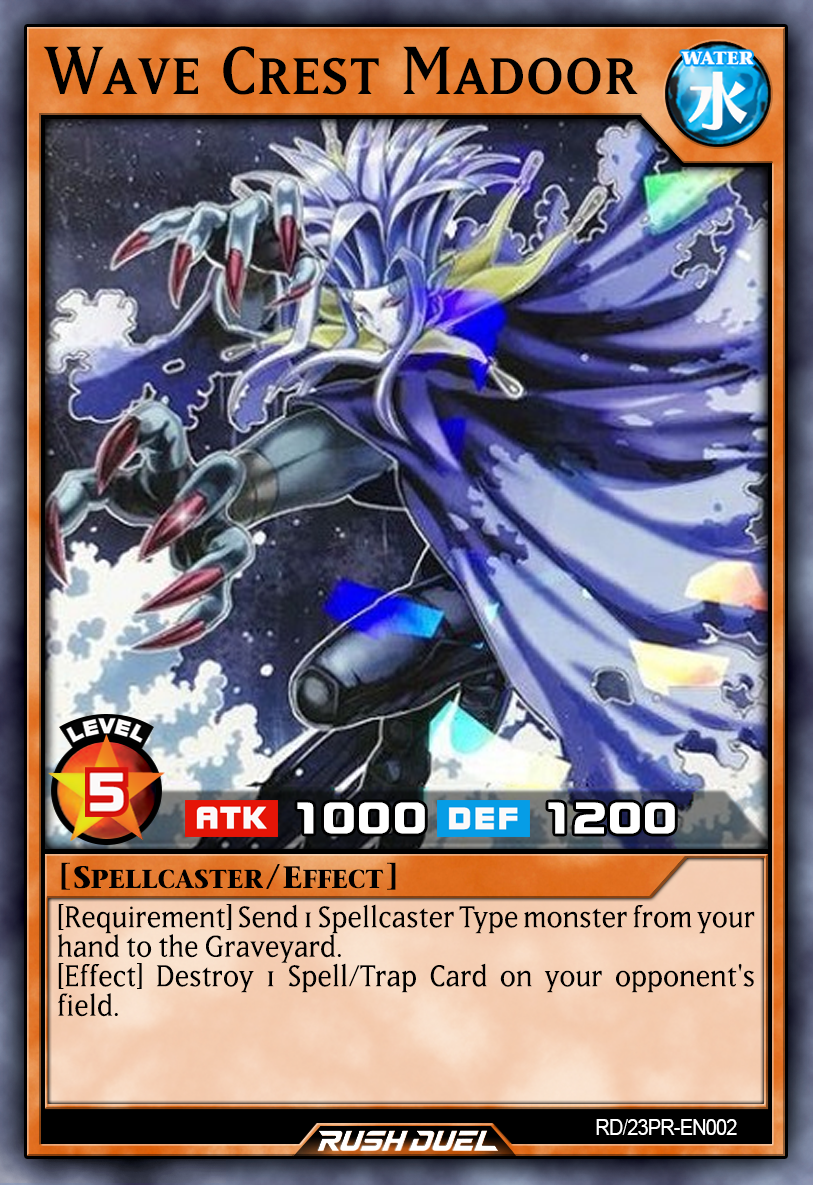 Wave Crest Madoor
WATER
水
LEVEL
5
ATK 1000 DEF 1200
[Spellcaster/Effect]
[Requirement] Send 1 Spellcaster Type monster from your
hand to the Graveyard.
[Effect] Destroy 1 Spell/Trap Card on your opponent's
field.
RD/23PR-EN002
RUSH DUEL